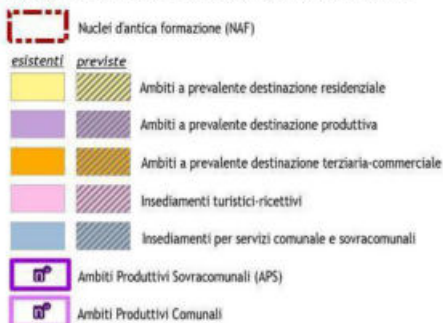 Nuclei d'antica formazione (NAF)
esistenti previste
Ambiti a prevalente destinazione residenziale
Ambiti a prevalente destinazione produttiva
Ambiti a prevalente destinazione terziaria-commerciale
Insediamenti turistici-ricettivi
Insediamenti per servizi comunale e sovracomunali
Ambiti Produttivi Sovracomunali (APS)
Ambiti Produttivi Comunali